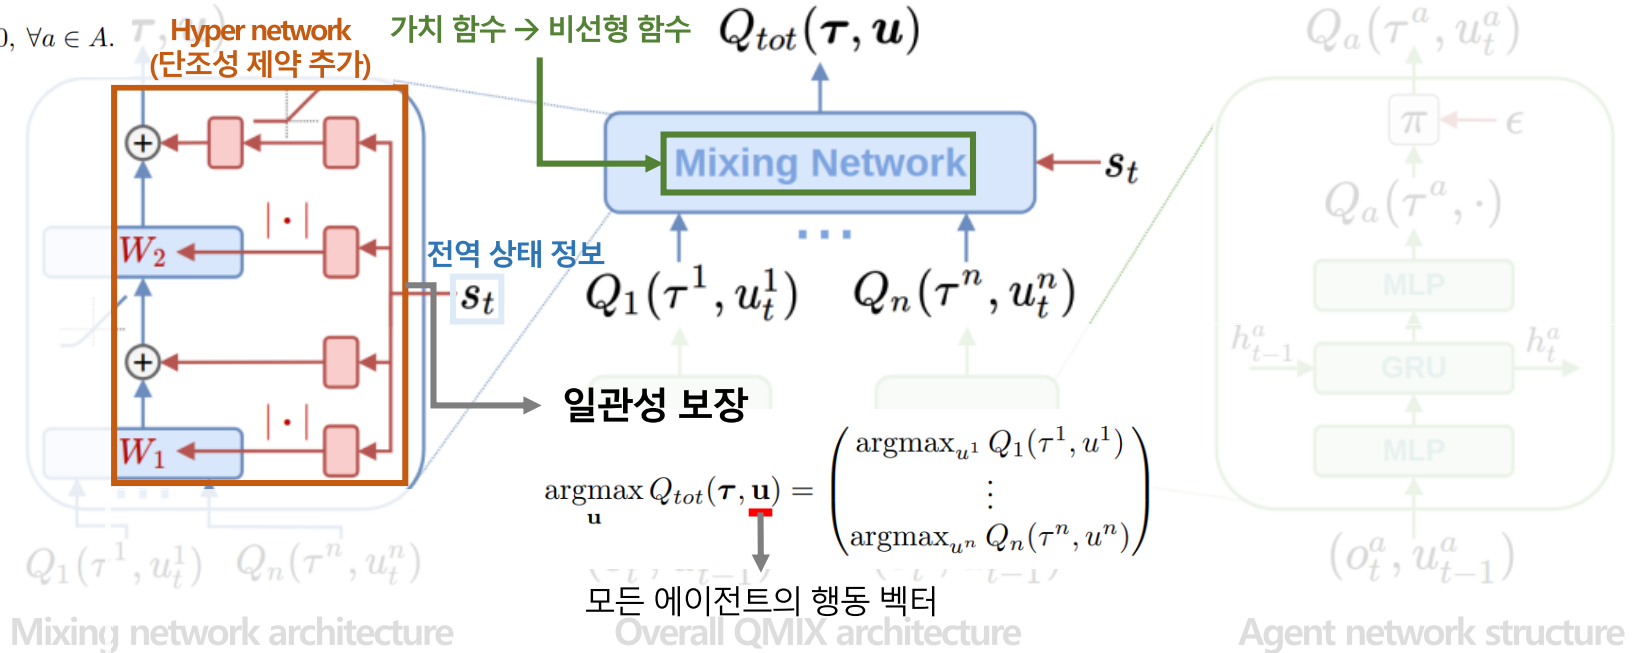 0, ∀a ∈ A.
τ, u)
Hyper network
(단조성 제약 추가)
가치 함수 → 비선형 함수
Q_tot(τ, u)
Mixing Network
s_t
|·|
W_2
전역 상태 정보
s_t
Q_1(τ^1, u_t^1)
Q_n(τ^n, u_t^n)
...
|·|
W_1
...
일관성 보장
argmax_u Q_tot(τ, u) = ( argmax_{u^1} Q_1(τ^1, u^1)
⋮
argmax_{u^n} Q_n(τ^n, u^n) )
모든 에이전트의 행동 벡터
Q_1(τ^1, u_t^1)
Q_n(τ^n, u_t^n)
Q_a(τ^a, u_t^a)
π
ϵ
Q_a(τ^a, ·)
MLP
h_{t-1}^a
GRU
h_t^a
MLP
(o_t^a, u_{t-1}^a)
Mixing network architecture
Overall QMIX architecture
Agent network structure